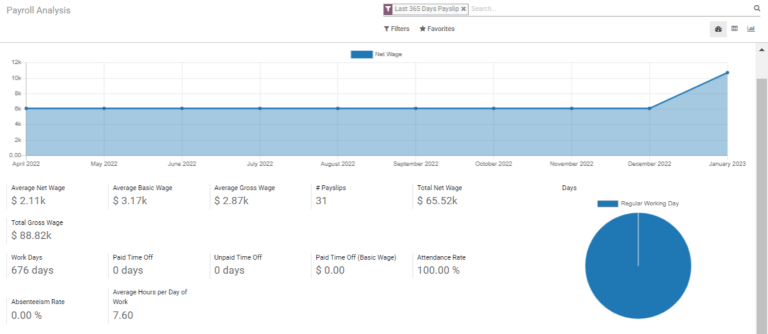 Payroll Analysis
Last 365 Days Payslip ×
Search...
Filters
Favorites
Net Wage
12k
10k
8k
6k
4k
2k
0.00
April 2022
May 2022
June 2022
July 2022
August 2022
September 2022
October 2022
November 2022
December 2022
January 2023
Average Net Wage
Average Basic Wage
Average Gross Wage
# Payslips
Total Net Wage
Days
$ 2.11k
$ 3.17k
$ 2.87k
31
$ 65.52k
Regular Working Day
Total Gross Wage
$ 88.82k
Work Days
Paid Time Off
Unpaid Time Off
Paid Time Off (Basic Wage)
Attendance Rate
676 days
0 days
0 days
$ 0.00
100.00 %
Absenteeism Rate
Average Hours per Day of
Work
0.00 %
7.60